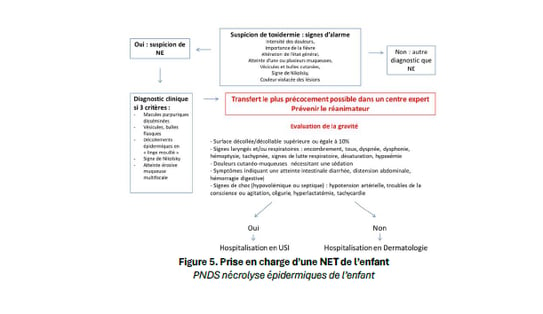 Suspicion de toxidermie : signes d'alarme
Intensité des douleurs,
Importance de la fièvre
Altération de l'état général,
Atteinte d'une ou plusieurs muqueuses,
Vésicules et bulles cutanées,
Signe de Nikolsky,
Couleur violacée des lésions
Oui : suspicion de
NE
Non : autre
diagnostic que
NE
Diagnostic clinique
si 3 critères :
- Macules purpuriques
disséminées
- Vésicules, bulles
flasques
- Décollements
épidermiques en
« linge mouillé »
- Signe de Nikolsky
- Atteinte érosive
muqueuse
multifocale
Transfert le plus précocement possible dans un centre expert
Prévenir le réanimateur
Evaluation de la gravité
- Surface décollée/décollable supérieure ou égale à 10%
- Signes laryngés et/ou respiratoires : encombrement, toux, dyspnée, dysphonie,
hémoptysie, tachypnée, signes de lutte respiratoire, désaturation, hypoxémie
- Douleurs cutanéo-muqueuses nécessitant une sédation
- Symptômes indiquant une atteinte intestinale diarrhée, distension abdominale,
hémorragie digestive)
- Signes de choc (hypovolémique ou septique) : hypotension artérielle, troubles de la
conscience ou agitation, oligurie, hyperlactatémie, tachycardie
Oui
Non
Hospitalisation en USI
Hospitalisation en Dermatologie
Figure 5. Prise en charge d'une NET de l'enfant
PNDS nécrolyse épidermiques de l'enfant